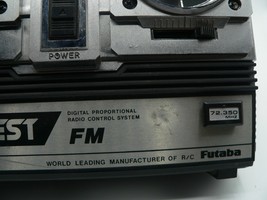 POWER
EST
DIGITAL PROPORTIONAL
RADIO CONTROL SYSTEM
FM
72.350
WORLD LEADING MANUFACTURER OF R/C Futaba